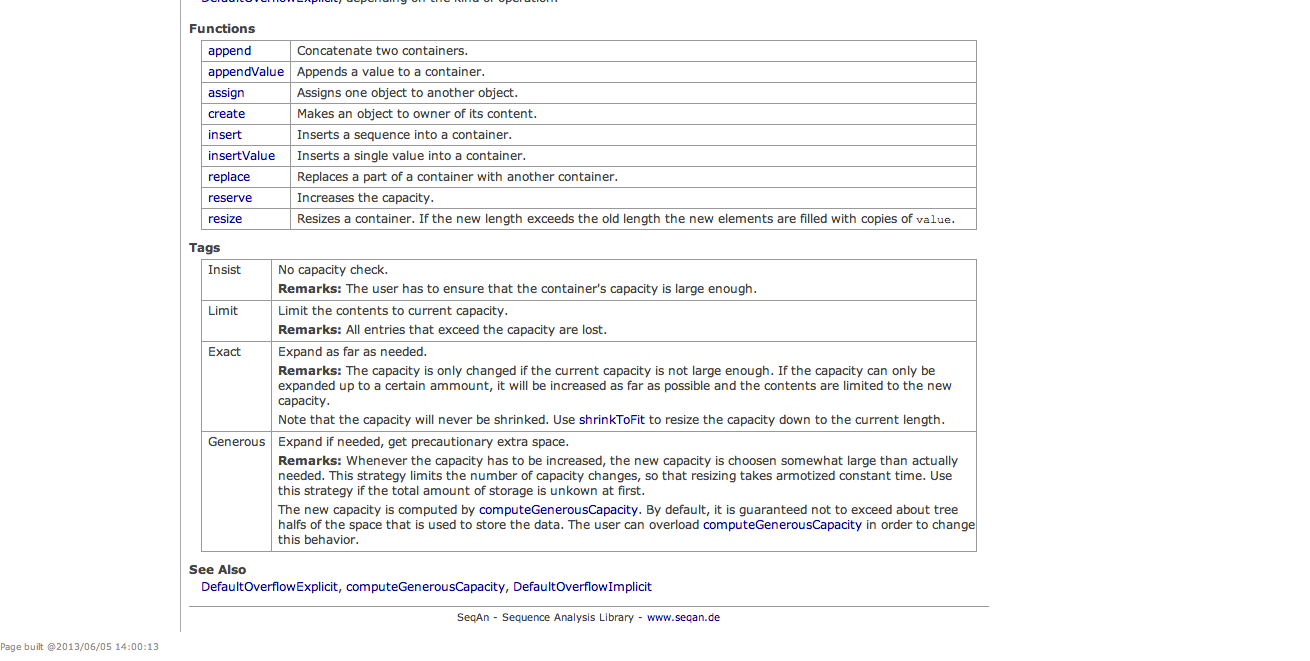 DefaultOverflowExplicit, depending on the kind of operation.
Functions
append Concatenate two containers.
appendValue Appends a value to a container.
assign Assigns one object to another object.
create Makes an object to owner of its content.
insert Inserts a sequence into a container.
insertValue Inserts a single value into a container.
replace Replaces a part of a container with another container.
reserve Increases the capacity.
resize Resizes a container. If the new length exceeds the old length the new elements are filled with copies of value.
Tags
Insist No capacity check.
Remarks: The user has to ensure that the container's capacity is large enough.
Limit Limit the contents to current capacity.
Remarks: All entries that exceed the capacity are lost.
Exact Expand as far as needed.
Remarks: The capacity is only changed if the current capacity is not large enough. If the capacity can only be
expanded up to a certain ammount, it will be increased as far as possible and the contents are limited to the new
capacity.
Note that the capacity will never be shrinked. Use shrinkToFit to resize the capacity down to the current length.
Generous Expand if needed, get precautionary extra space.
Remarks: Whenever the capacity has to be increased, the new capacity is choosen somewhat large than actually
needed. This strategy limits the number of capacity changes, so that resizing takes armotized constant time. Use
this strategy if the total amount of storage is unkown at first.
The new capacity is computed by computeGenerousCapacity. By default, it is guaranteed not to exceed about tree
halfs of the space that is used to store the data. The user can overload computeGenerousCapacity in order to change
this behavior.
See Also
DefaultOverflowExplicit, computeGenerousCapacity, DefaultOverflowImplicit
SeqAn - Sequence Analysis Library - www.seqan.de
Page built @2013/06/05 14:00:13